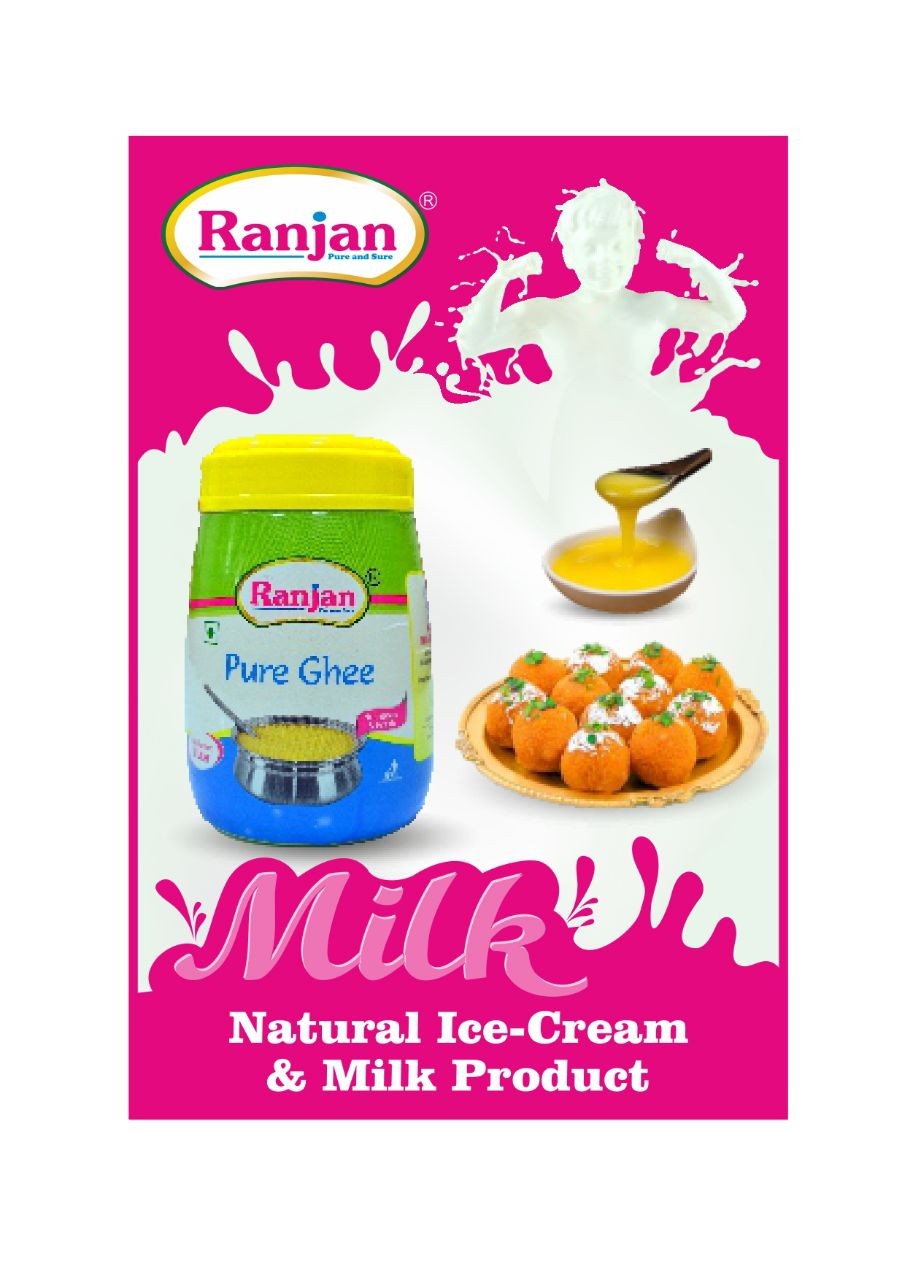 Ranjan
®
Pure and Sure
Ranjan
®
Pure Ghee
Milk
Natural Ice-Cream
& Milk Product